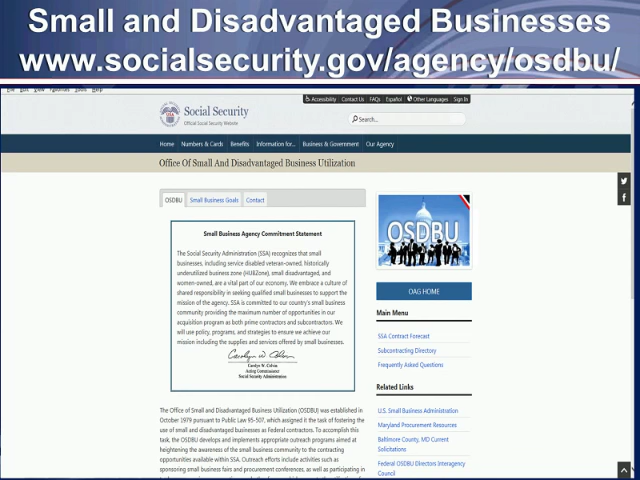 Small and Disadvantaged Businesses
www.socialsecurity.gov/agency/osdbu/
File Edit View Favorites Tools Help
Accessibility Contact Us FAQs Español Other Languages Sign In
Social Security
Official Social Security Website
Search...
Home Numbers & Cards Benefits Information for... Business & Government Our Agency
Office Of Small And Disadvantaged Business Utilization
OSDBU Small Business Goals Contact
Small Business Agency Commitment Statement
The Social Security Administration (SSA) recognizes that small
businesses, including service disabled veteran-owned, historically
underutilized business zone (HUBZone), small disadvantaged, and
women-owned, are a vital part of our economy. We embrace a culture of
shared responsibility in seeking qualified small businesses to support the
mission of the agency. SSA is committed to our country's small business
community providing the maximum number of opportunities in our
acquisition program as both prime contractors and subcontractors. We
will use policy, programs, and strategies to ensure we achieve our
mission including the supplies and services offered by small businesses.
Carolyn W. Colvin
Carolyn W. Colvin
Acting Commissioner
Social Security Administration
The Office of Small and Disadvantaged Business Utilization (OSDBU) was established in
October 1979 pursuant to Public Law 95-507, which assigned it the task of fostering the
use of small and disadvantaged businesses as Federal contractors. To accomplish this
task, the OSDBU develops and implements appropriate outreach programs aimed at
heightening the awareness of the small business community to the contracting
opportunities available within SSA. Outreach efforts include activities such as
sponsoring small business fairs and procurement conferences, as well as participating in
OSDBU
OAG HOME
Main Menu
SSA Contract Forecast
Subcontracting Directory
Frequently Asked Questions
Related Links
U.S. Small Business Administration
Maryland Procurement Resources
Baltimore County, MD Current
Solicitations
Federal OSDBU Directors Interagency
Council